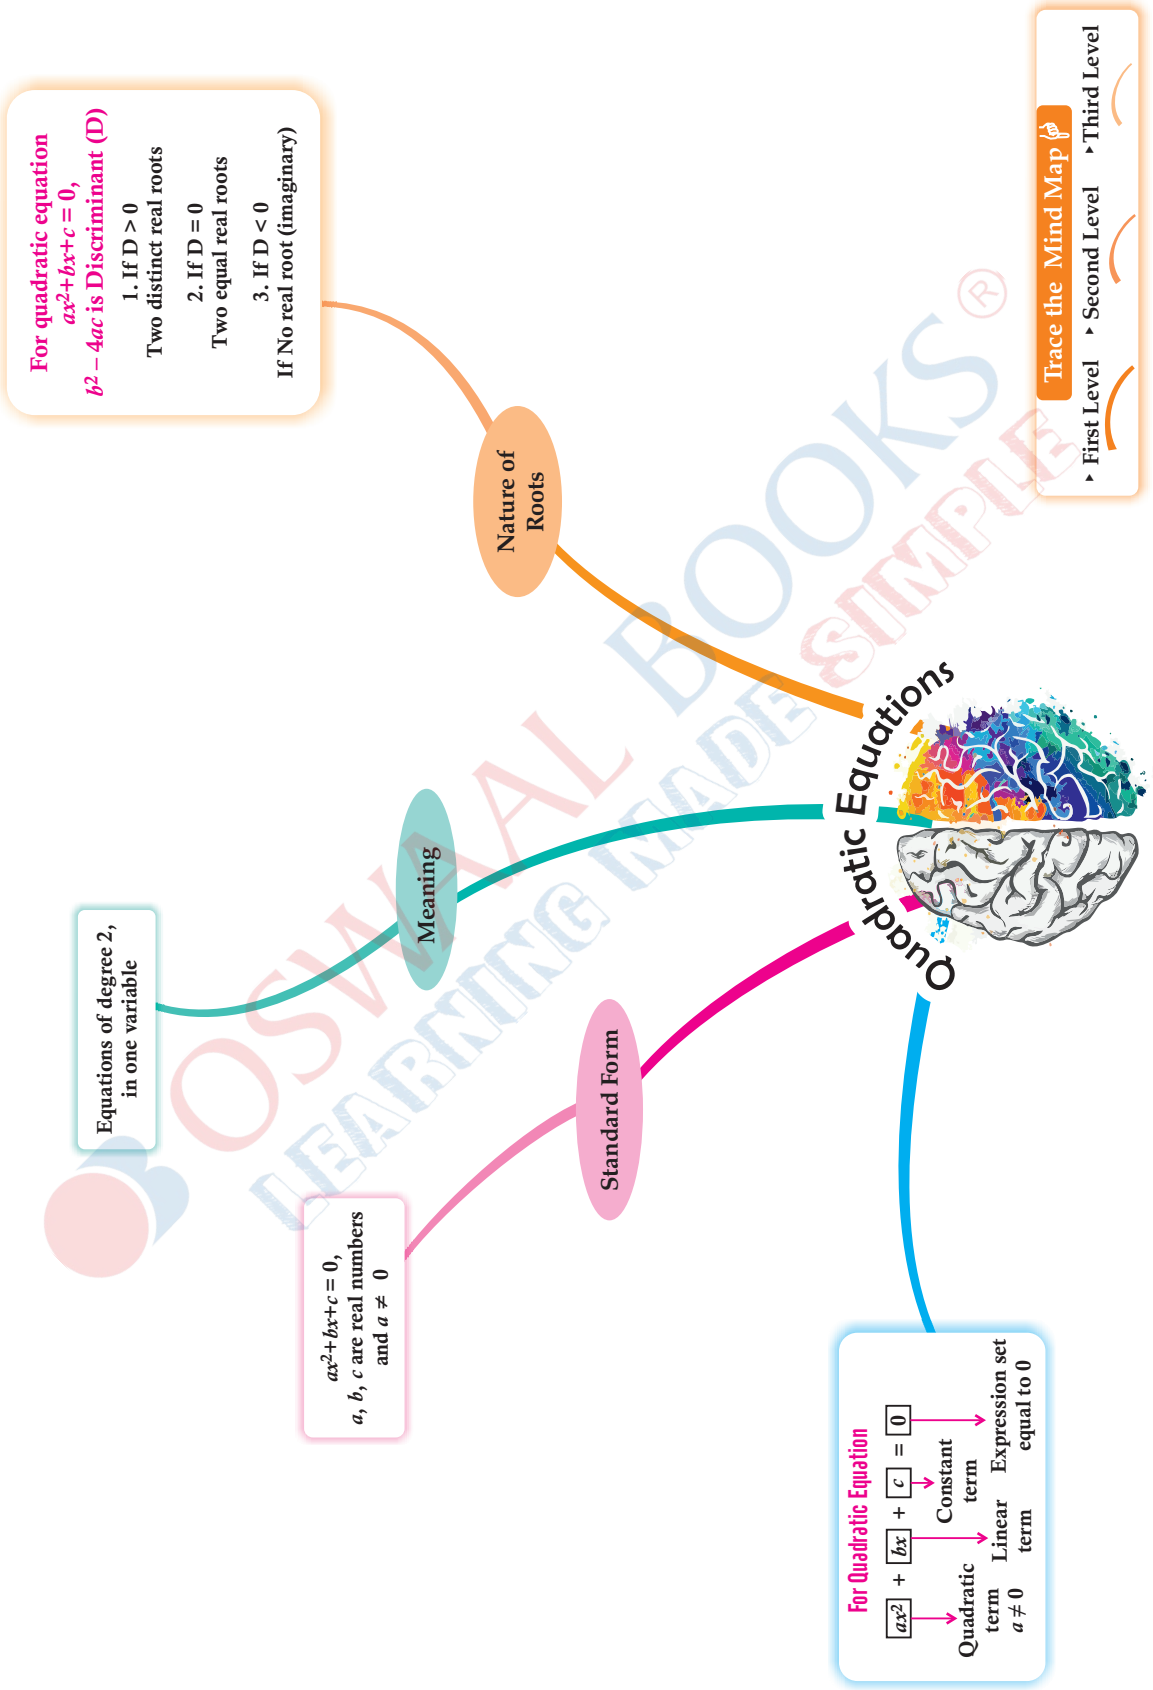 Quadratic Equations
For Quadratic Equation
ax² + bx + c = 0
Quadratic
term
a ≠ 0
Linear
term
Constant
term
Expression set
equal to 0
Standard Form
ax²+bx+c = 0,
a, b, c are real numbers
and a ≠ 0
Meaning
Equations of degree 2,
in one variable
Nature of
Roots
For quadratic equation
ax²+bx+c = 0,
b² – 4ac is Discriminant (D)
1. If D > 0
Two distinct real roots
2. If D = 0
Two equal real roots
3. If D < 0
If No real root (imaginary)
Trace the Mind Map
▸ First Level ▸ Second Level ▸ Third Level
OSWAAL BOOKS ®
LEARNING MADE SIMPLE